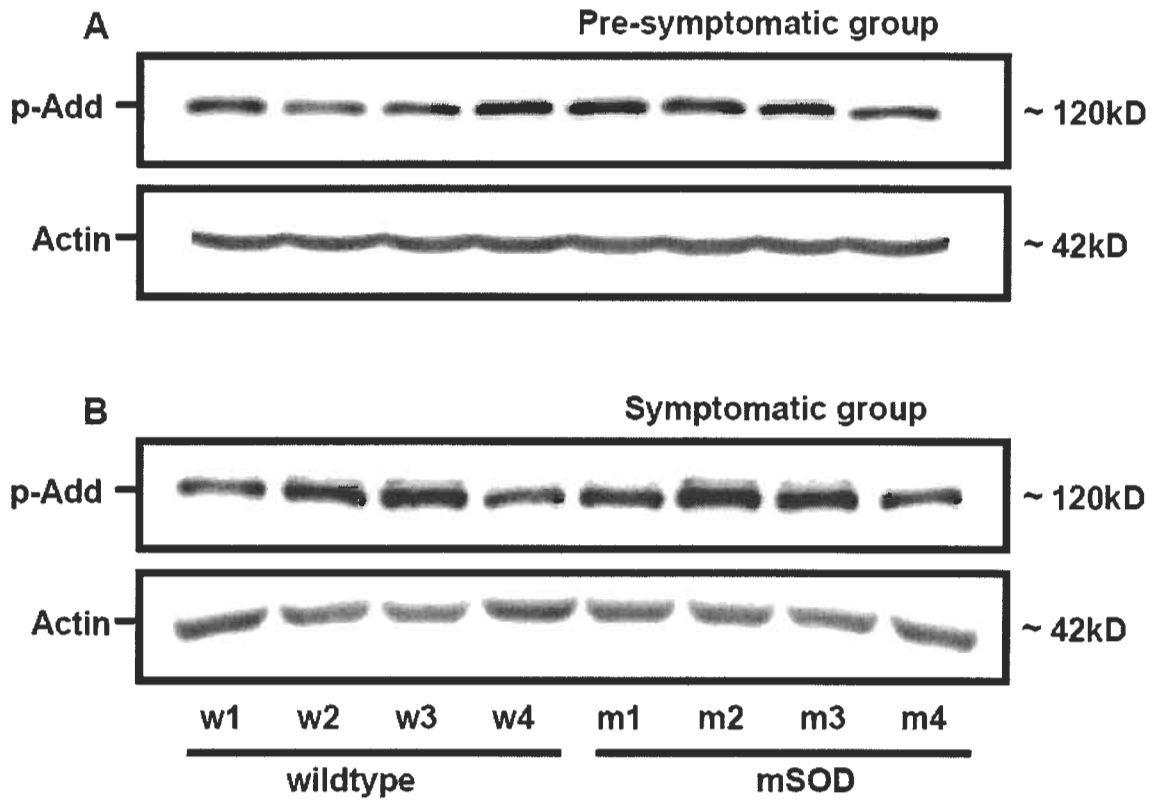 A
Pre-symptomatic group
p-Add
~ 120kD
Actin
~ 42kD
B
Symptomatic group
p-Add
~ 120kD
Actin
~ 42kD
w1 w2 w3 w4 m1 m2 m3 m4
wildtype mSOD